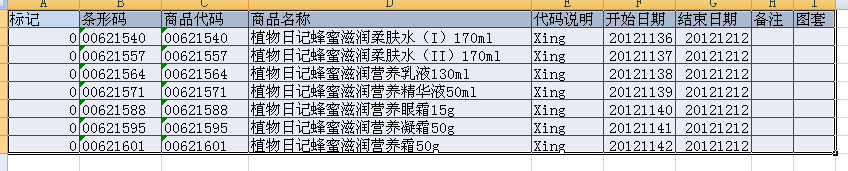 A B C D E F G H I
标记 条形码 商品代码 商品名称 代码说明 开始日期 结束日期 备注 图套
0 00621540 00621540 植物日记蜂蜜滋润柔肤水（I）170ml Xing 20121136 20121212
0 00621557 00621557 植物日记蜂蜜滋润柔肤水（II）170ml Xing 20121137 20121212
0 00621564 00621564 植物日记蜂蜜滋润营养乳液130ml Xing 20121138 20121212
0 00621571 00621571 植物日记蜂蜜滋润营养精华液50ml Xing 20121139 20121212
0 00621588 00621588 植物日记蜂蜜滋润营养眼霜15g Xing 20121140 20121212
0 00621595 00621595 植物日记蜂蜜滋润营养凝霜50g Xing 20121141 20121212
0 00621601 00621601 植物日记蜂蜜滋润营养霜50g Xing 20121142 20121212